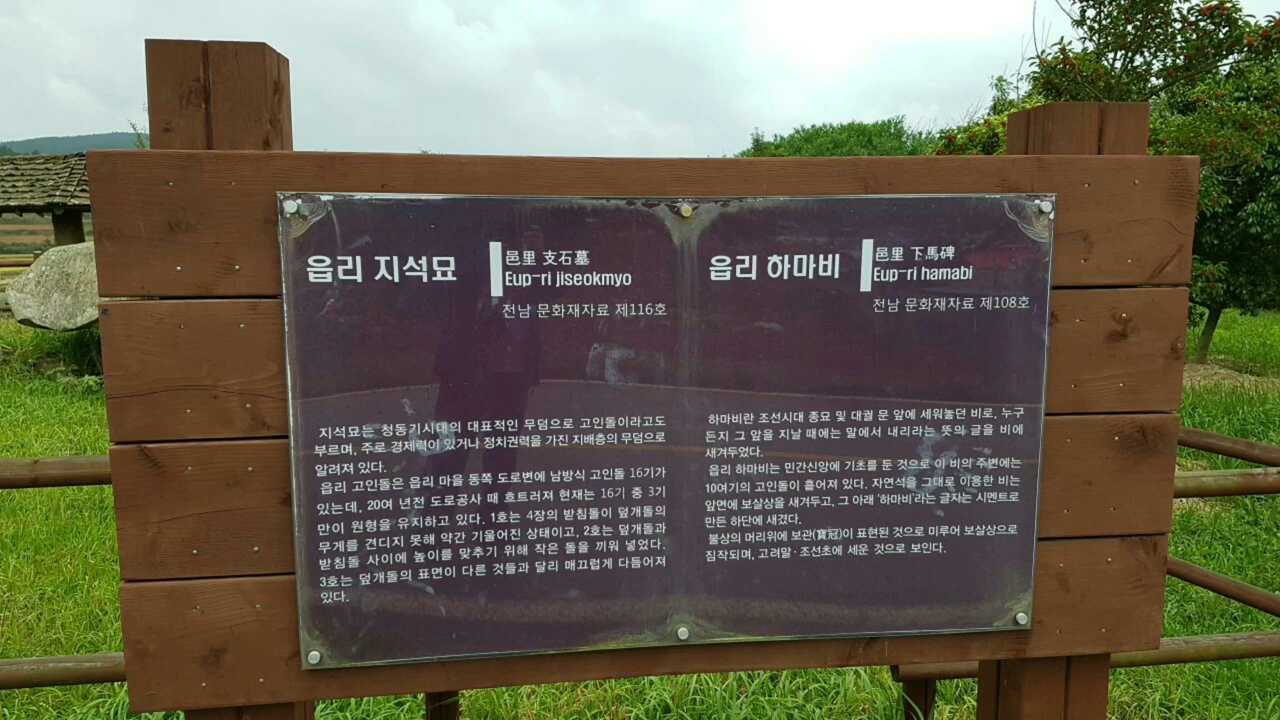 읍리 지석묘
邑里 支石墓
Eup-ri jiseokmyo
전남 문화재자료 제116호
지석묘는 청동기시대의 대표적인 무덤으로 고인돌이라고도
부르며, 주로 경제력이 있거나 정치권력을 가진 지배층의 무덤으로
알려져 있다.
읍리 고인돌은 읍리 마을 동쪽 도로변에 남방식 고인돌 16기가
있는데, 20여 년전 도로공사 때 흐트러져 현재는 16기 중 3기
만이 원형을 유지하고 있다. 1호는 4장의 받침돌이 덮개돌의
무게를 견디지 못해 약간 기울어진 상태이고, 2호는 덮개돌과
받침돌 사이에 높이를 맞추기 위해 작은 돌을 끼워 넣었다.
3호는 덮개돌의 표면이 다른 것들과 달리 매끄럽게 다듬어져
있다.
읍리 하마비
邑里 下馬碑
Eup-ri hamabi
전남 문화재자료 제108호
하마비란 조선시대 종묘 및 대궐 문 앞에 세워놓던 비로, 누구
든지 그 앞을 지날 때에는 말에서 내리라는 뜻의 글을 비에
새겨두었다.
읍리 하마비는 민간신앙에 기초를 둔 것으로 이 비의 주변에는
10여기의 고인돌이 흩어져 있다. 자연석을 그대로 이용한 비는
앞면에 보살상을 새겨두고, 그 아래 '하마비'라는 글자는 시멘트로
만든 하단에 새겼다.
불상의 머리위에 보관(寶冠)이 표현된 것으로 미루어 보살상으로
짐작되며, 고려말·조선초에 세운 것으로 보인다.